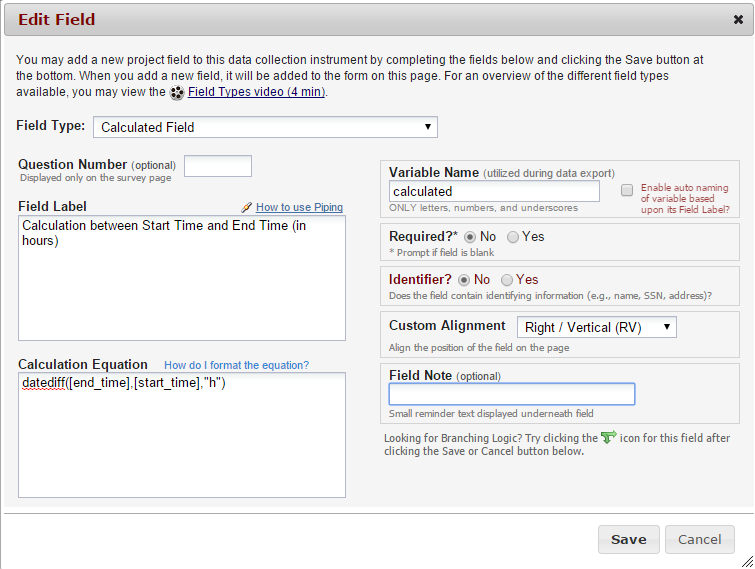 Edit Field
You may add a new project field to this data collection instrument by completing the fields below and clicking the Save button at
the bottom. When you add a new field, it will be added to the form on this page. For an overview of the different field types
available, you may view the Field Types video (4 min).
Field Type: Calculated Field
Question Number (optional)
Displayed only on the survey page
Field Label How to use Piping
Calculation between Start Time and End Time (in
hours)
Calculation Equation How do I format the equation?
datediff([end_time],[start_time],"h")
Variable Name (utilized during data export)
calculated
ONLY letters, numbers, and underscores
Enable auto naming
of variable based
upon its Field Label?
Required?* No Yes
* Prompt if field is blank
Identifier? No Yes
Does the field contain identifying information (e.g., name, SSN, address)?
Custom Alignment Right / Vertical (RV)
Align the position of the field on the page
Field Note (optional)
Small reminder text displayed underneath field
Looking for Branching Logic? Try clicking the icon for this field after
clicking the Save or Cancel button below.
Save Cancel